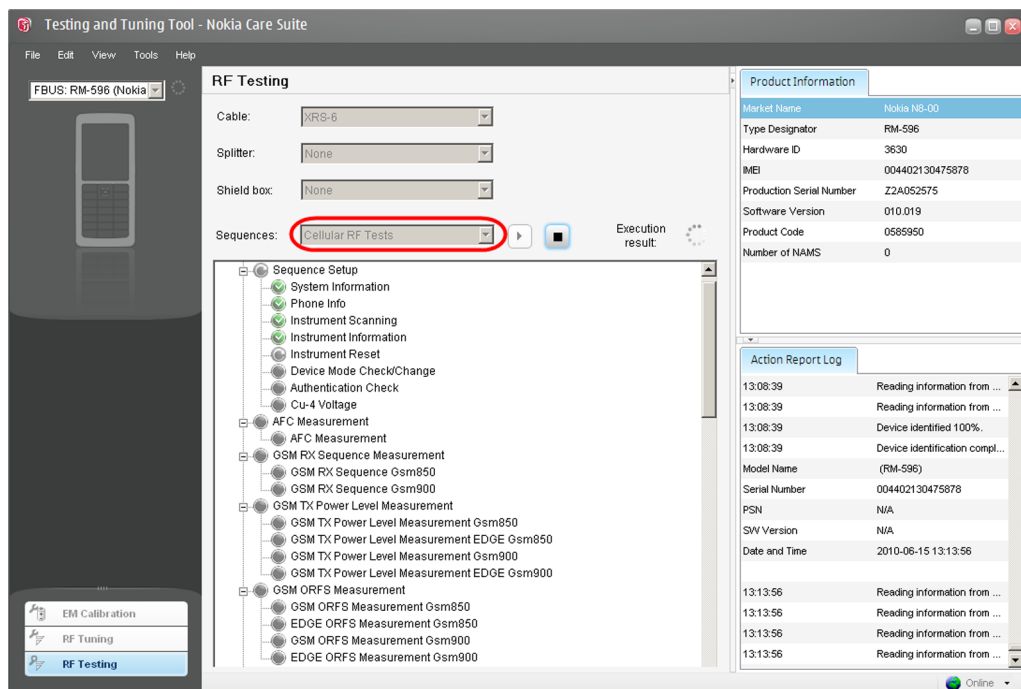 Testing and Tuning Tool - Nokia Care Suite
File Edit View Tools Help
FBUS: RM-596 (Nokia
RF Testing
Cable: XRS-6
Splitter: None
Shield box: None
Sequences: Cellular RF Tests
Execution result:
Sequence Setup
System Information
Phone Info
Instrument Scanning
Instrument Information
Instrument Reset
Device Mode Check/Change
Authentication Check
Cu-4 Voltage
AFC Measurement
AFC Measurement
GSM RX Sequence Measurement
GSM RX Sequence Gsm850
GSM RX Sequence Gsm900
GSM TX Power Level Measurement
GSM TX Power Level Measurement Gsm850
GSM TX Power Level Measurement EDGE Gsm850
GSM TX Power Level Measurement Gsm900
GSM TX Power Level Measurement EDGE Gsm900
GSM ORFS Measurement
GSM ORFS Measurement Gsm850
EDGE ORFS Measurement Gsm850
GSM ORFS Measurement Gsm900
EDGE ORFS Measurement Gsm900
EM Calibration
RF Tuning
RF Testing
Product Information
Market Name Nokia N8-00
Type Designator RM-596
Hardware ID 3630
IMEI 004402130475878
Production Serial Number Z2A052575
Software Version 010.019
Product Code 0585950
Number of NAMS 0
Action Report Log
13:08:39 Reading information from ...
13:08:39 Reading information from ...
13:08:39 Device identified 100%.
13:08:39 Device identification compl...
Model Name (RM-596)
Serial Number 004402130475878
PSN N/A
SW Version N/A
Date and Time 2010-06-15 13:13:56
13:13:56 Reading information from ...
13:13:56 Reading information from ...
13:13:56 Reading information from ...
13:13:56 Reading information from ...
Online